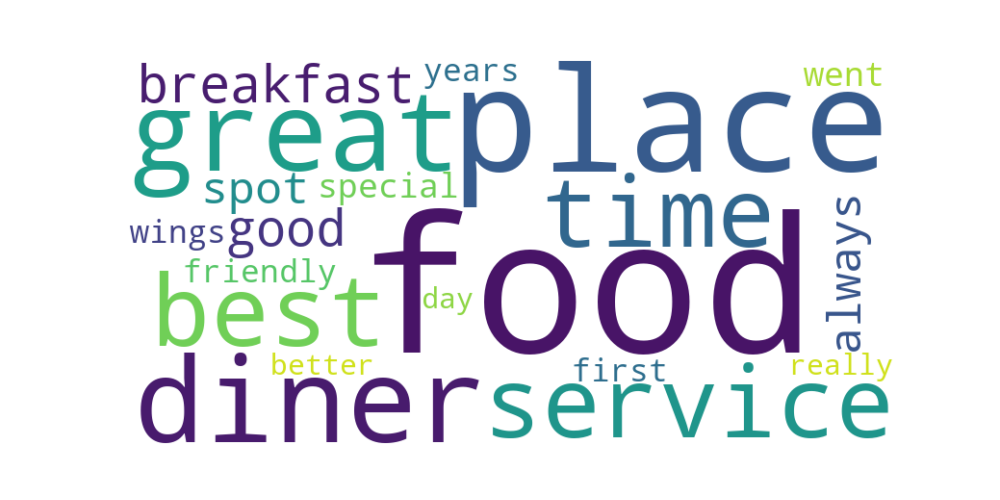 breakfast years went
great place
spot special
wings good time always
friendly food
best day
better first really
diner service